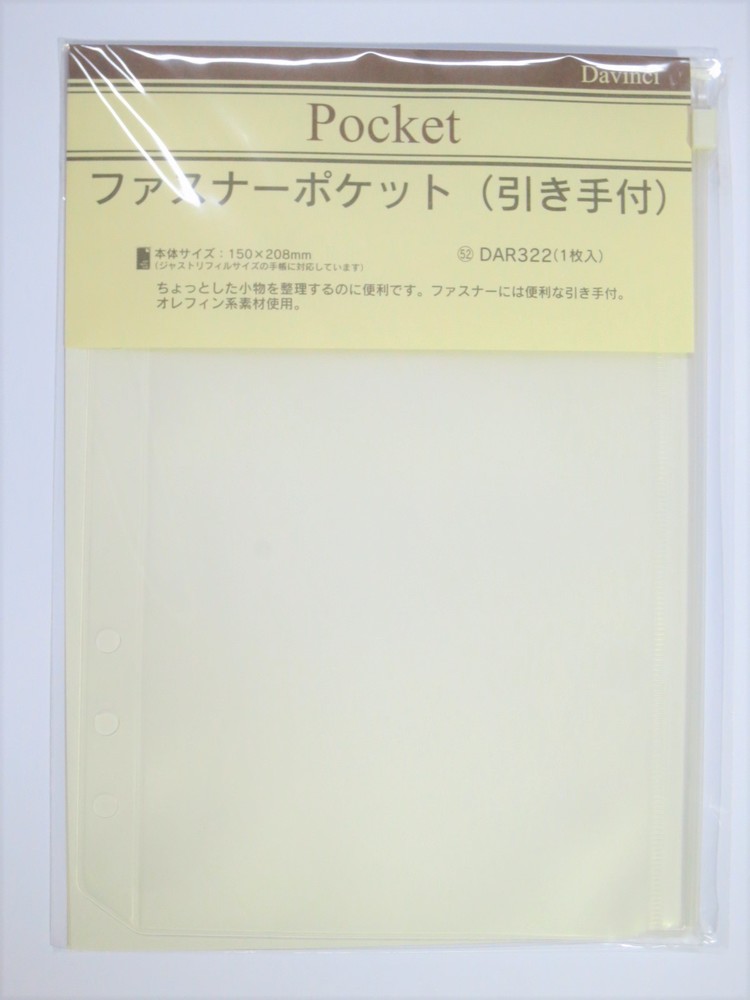 Davinci
Pocket
ファスナーポケット（引き手付）
本体サイズ：150×208mm
(ジャストリフィルサイズの手帳に対応しています)
㊾ DAR322(1枚入)
ちょっとした小物を整理するのに便利です。ファスナーには便利な引き手付。
オレフィン系素材使用。